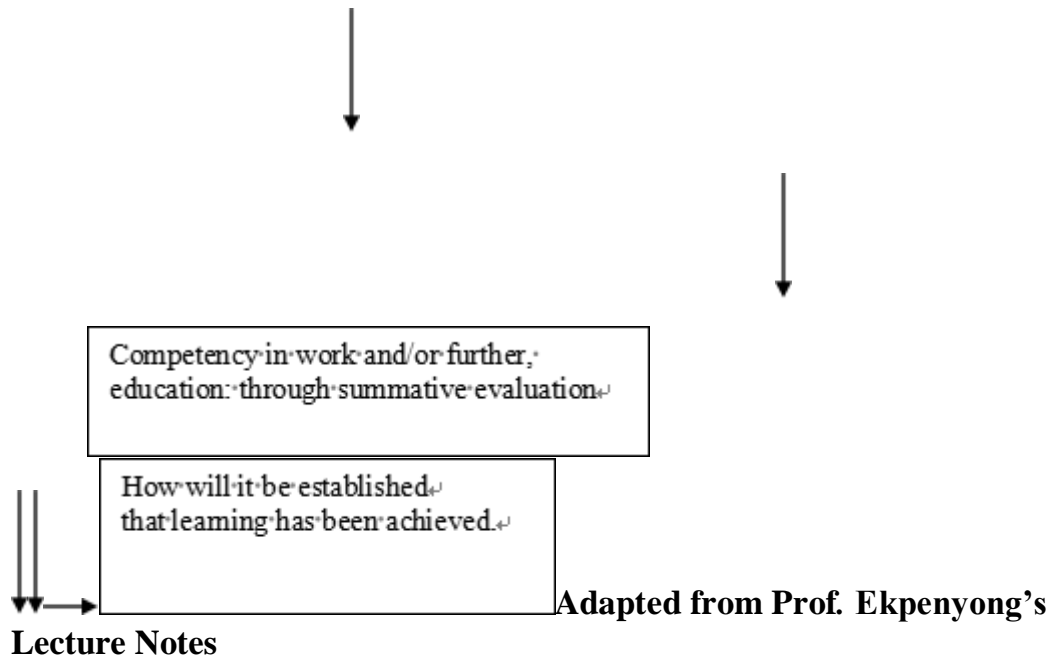 Competency in work and/or further,
education: through summative evaluation
How will it be established
that learning has been achieved.
Adapted from Prof. Ekpenyong’s
Lecture Notes